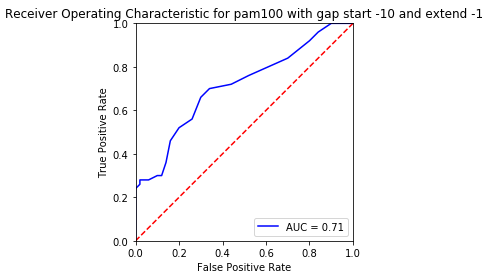 Receiver Operating Characteristic for pam100 with gap start -10 and extend -1
1.0
0.8
0.6
0.4
0.2
0.0
True Positive Rate
AUC = 0.71
0.0 0.2 0.4 0.6 0.8 1.0
False Positive Rate